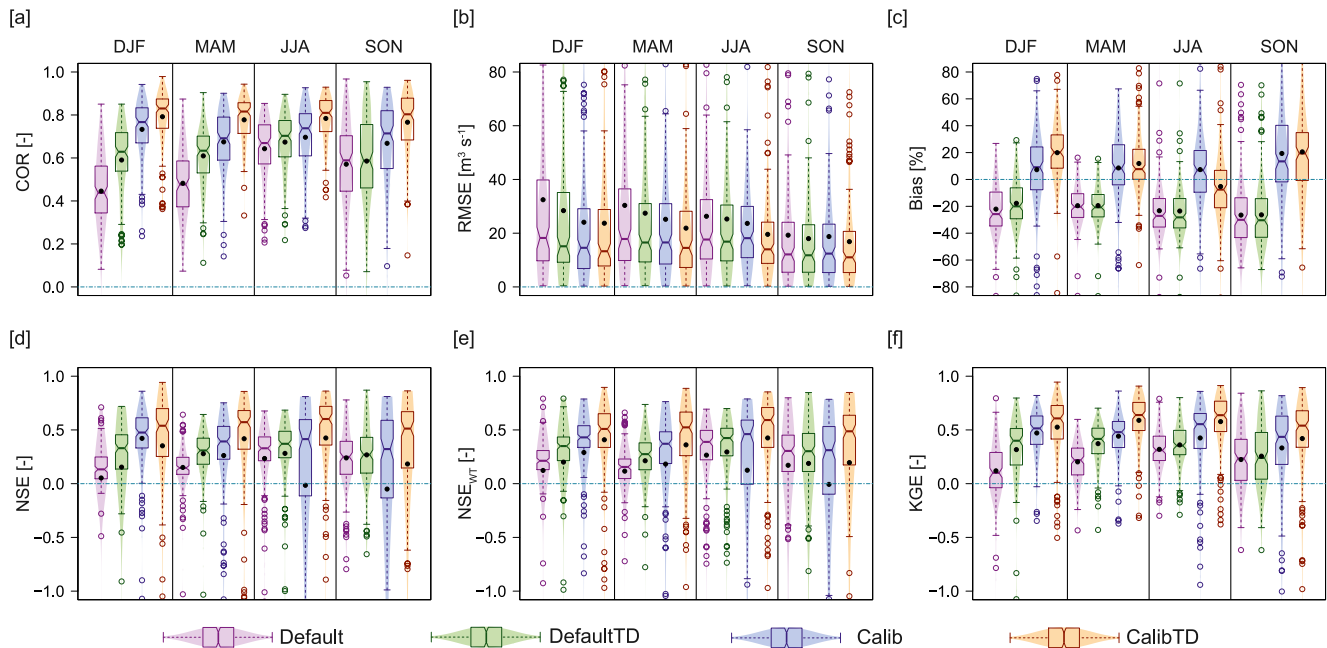 [a]
DJF MAM JJA SON
COR [-]
1.0
0.8
0.6
0.4
0.2
0.0
[b]
DJF MAM JJA SON
RMSE [m³ s⁻¹]
80
60
40
20
0
[c]
DJF MAM JJA SON
Bias [%]
80
60
40
20
0
−20
−40
−60
−80
[d]
NSE [-]
1.0
0.5
0.0
−0.5
−1.0
[e]
NSE_WT [-]
1.0
0.5
0.0
−0.5
−1.0
[f]
KGE [-]
1.0
0.5
0.0
−0.5
−1.0
Default DefaultTD Calib CalibTD